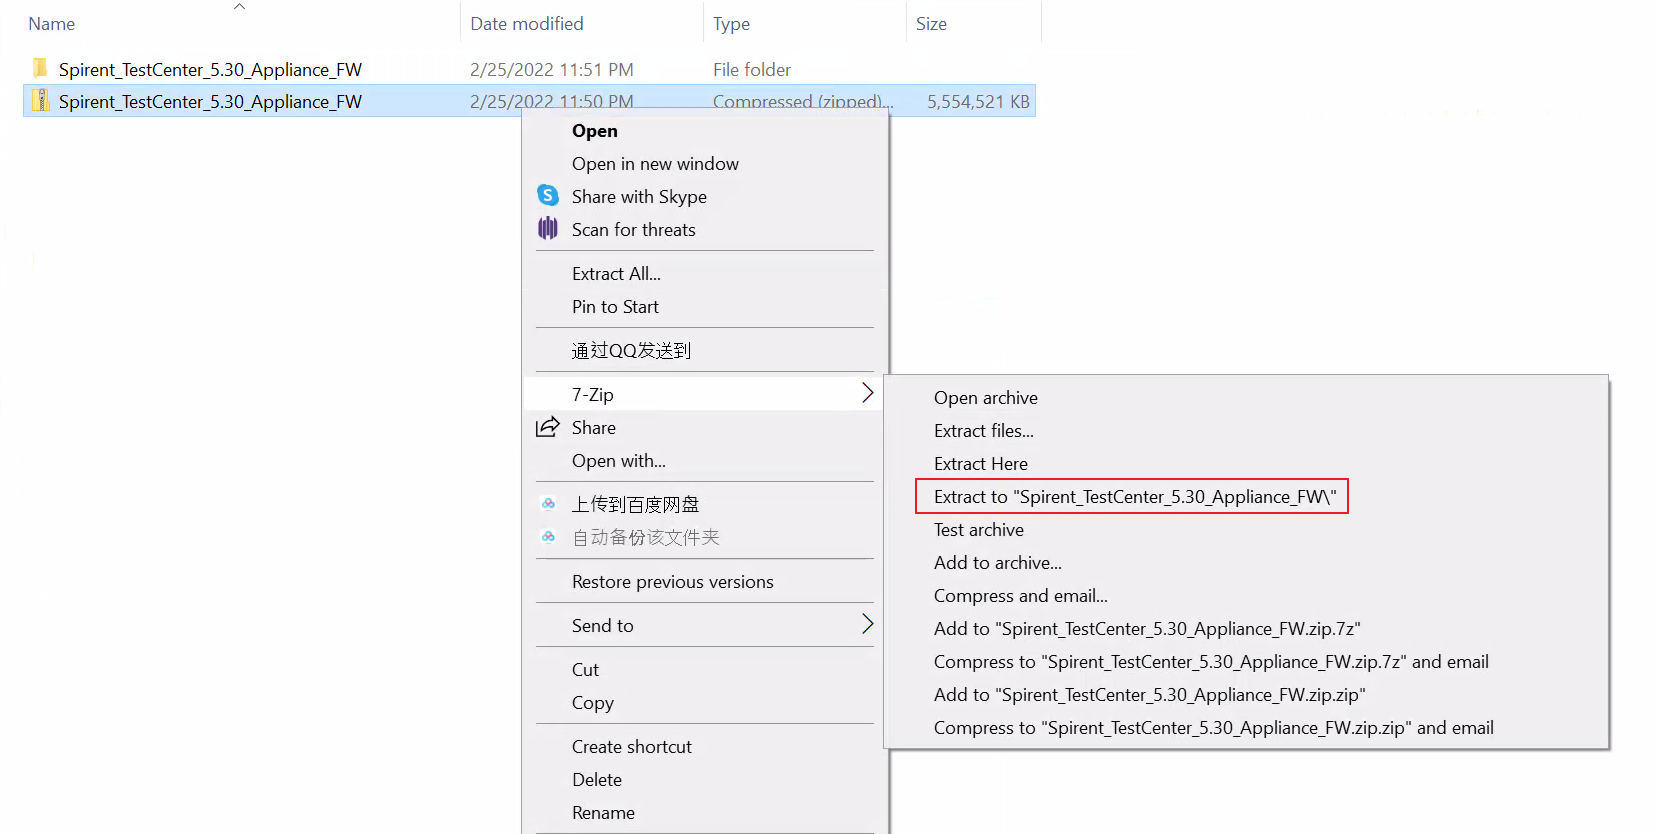 Name Date modified Type Size
Spirent_TestCenter_5.30_Appliance_FW 2/25/2022 11:51 PM File folder
Spirent_TestCenter_5.30_Appliance_FW 2/25/2022 11:50 PM Compressed (zipped)... 5,554,521 KB
Open
Open in new window
Share with Skype
Scan for threats
Extract All...
Pin to Start
通过QQ发送到
7-Zip
Share
Open with...
上传到百度网盘
自动备份该文件夹
Restore previous versions
Send to
Cut
Copy
Create shortcut
Delete
Rename
Open archive
Extract files...
Extract Here
Extract to "Spirent_TestCenter_5.30_Appliance_FW\"
Test archive
Add to archive...
Compress and email...
Add to "Spirent_TestCenter_5.30_Appliance_FW.zip.7z"
Compress to "Spirent_TestCenter_5.30_Appliance_FW.zip.7z" and email
Add to "Spirent_TestCenter_5.30_Appliance_FW.zip.zip"
Compress to "Spirent_TestCenter_5.30_Appliance_FW.zip.zip" and email